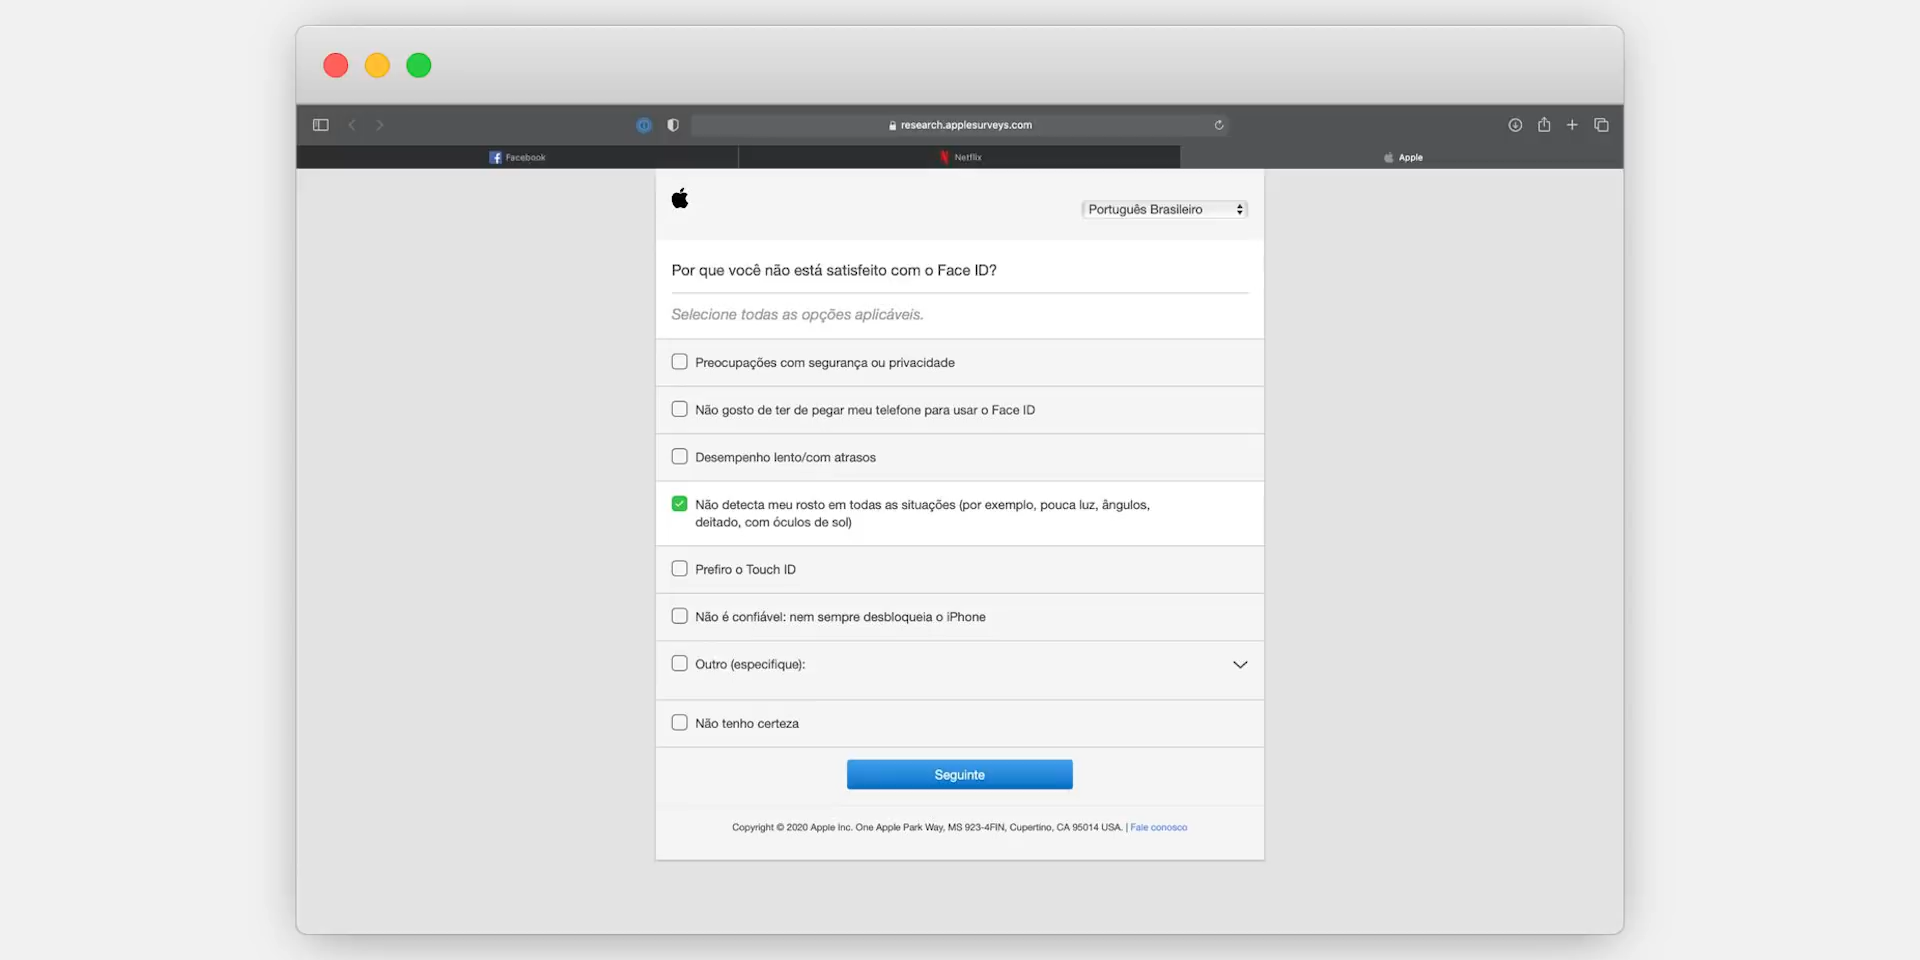 research.applesurveys.com
Facebook
Netflix
Apple
Português Brasileiro
Por que você não está satisfeito com o Face ID?
Selecione todas as opções aplicáveis.
Preocupações com segurança ou privacidade
Não gosto de ter de pegar meu telefone para usar o Face ID
Desempenho lento/com atrasos
Não detecta meu rosto em todas as situações (por exemplo, pouca luz, ângulos,
deitado, com óculos de sol)
Prefiro o Touch ID
Não é confiável: nem sempre desbloqueia o iPhone
Outro (especifique):
Não tenho certeza
Seguinte
Copyright © 2020 Apple Inc. One Apple Park Way, MS 923-4FIN, Cupertino, CA 95014 USA. | Fale conosco